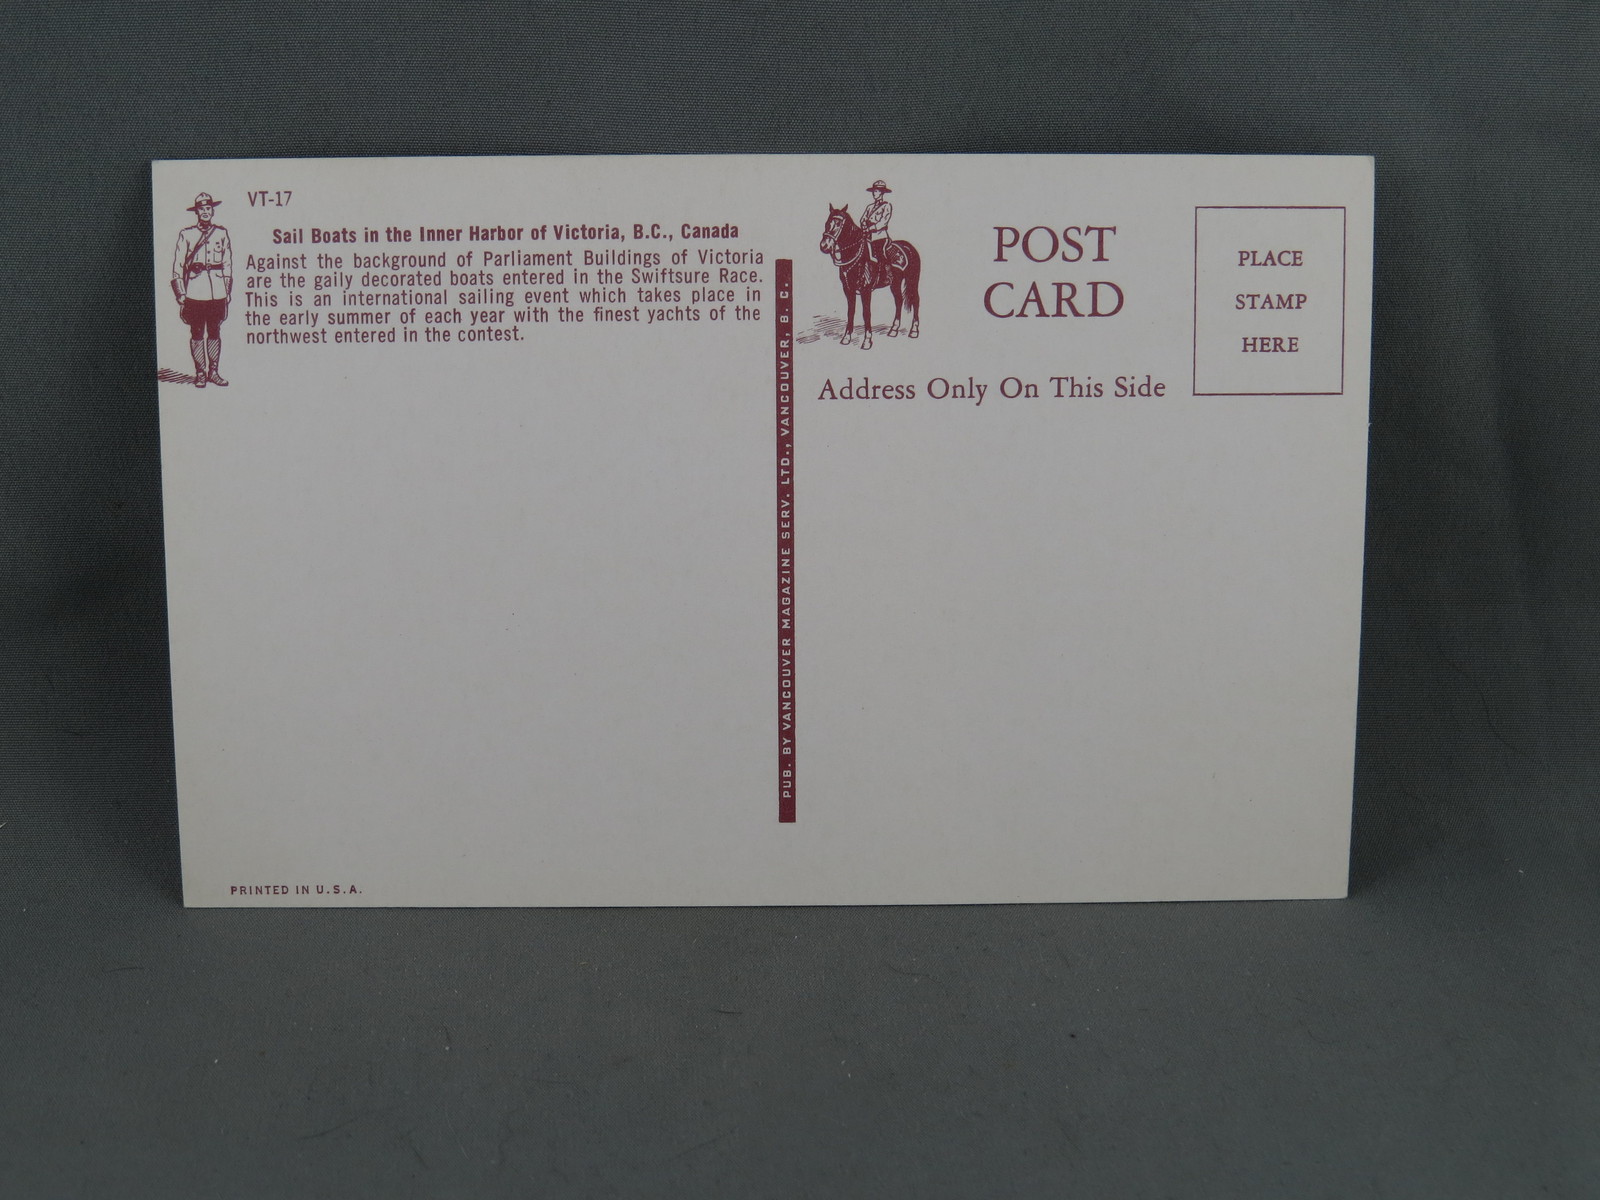 VT-17
Sail Boats in the Inner Harbor of Victoria, B.C., Canada
Against the background of Parliament Buildings of Victoria
are the gaily decorated boats entered in the Swiftsure Race.
This is an international sailing event which takes place in
the early summer of each year with the finest yachts of the
northwest entered in the contest.
PRINTED IN U.S.A.
PUB. BY VANCOUVER MAGAZINE SERV. LTD., VANCOUVER, B. C.
POST
CARD
Address Only On This Side
PLACE
STAMP
HERE